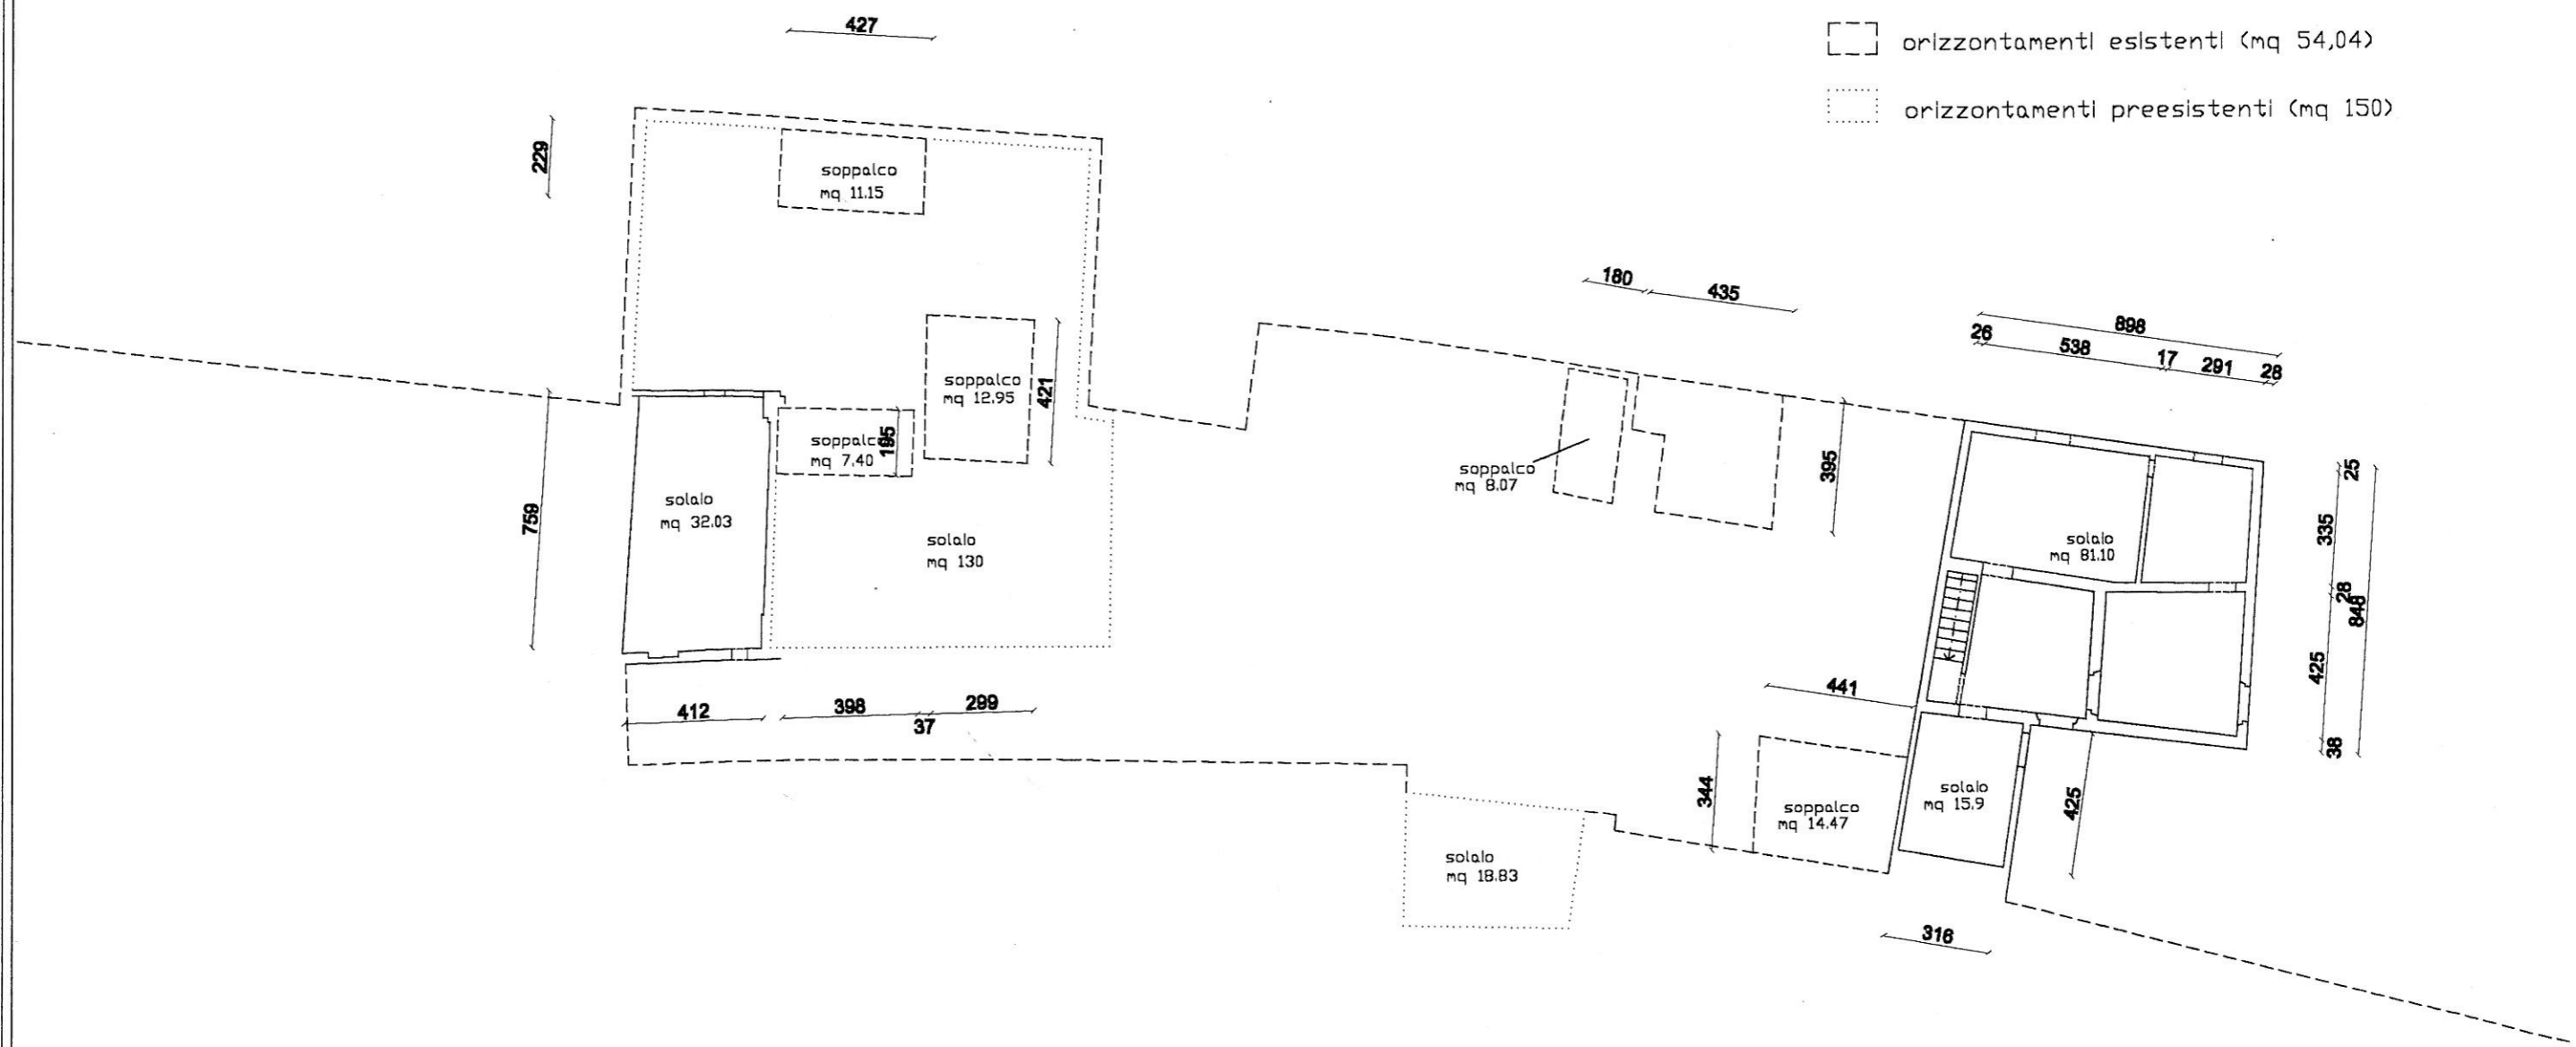 427
orizzontamenti esistenti (mq 54,04)
orizzontamenti preesistenti (mq 150)
229
soppalco
mq 11.15
180
435
898
26
538
17
291
28
soppalco
mq 12.95
421
soppalco
mq 7.40
195
395
soppalco
mq 8.07
25
335
28
848
425
38
759
solaio
mq 32.03
solaio
mq 130
solaio
mq 81.10
412
398
37
299
441
344
soppalco
mq 14.47
solaio
mq 15.9
425
solaio
mq 18.83
316